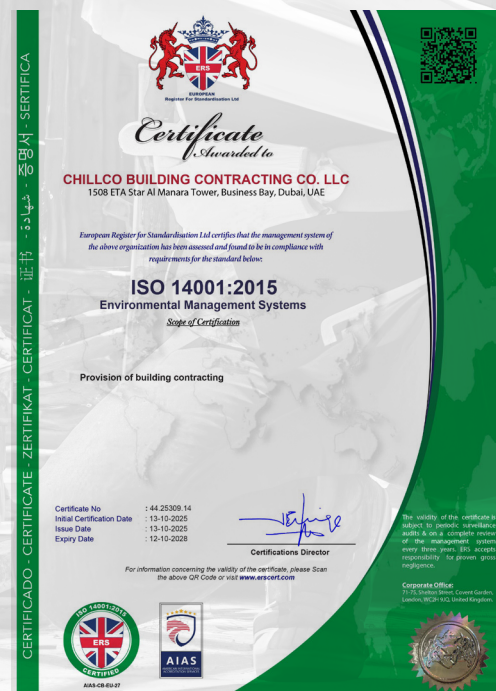 ERS
EUROPEAN
Register For Standardisation Ltd
Certificate
Awarded to
CHILLCO BUILDING CONTRACTING CO. LLC
1508 ETA Star Al Manara Tower, Business Bay, Dubai, UAE
European Register for Standardisation Ltd certifies that the management system of
the above organization has been assessed and found to be in compliance with
requirements for the standard below:
ISO 14001:2015
Environmental Management Systems
Scope of Certification
Provision of building contracting
Certificate No : 44.25309.14
Initial Certification Date : 13-10-2025
Issue Date : 13-10-2025
Expiry Date : 12-10-2028
Certifications Director
For information concerning the validity of the certificate, please Scan
the above QR Code or visit www.erscert.com
The validity of the certificate is
subject to periodic surveillance
audits & on a complete review
of the management system
every three years. ERS accepts
responsibility for proven gross
negligence.
Corporate Office:
71-75, Shelton Street, Covent Garden,
London, WC2H 9JQ, United Kingdom.
CERTIFICADO - CERTIFICATE - ZERTIFIKAT - CERTIFICAT - 证书 - شهادة - 증명서 - SERTIFICA
ISO 14001:2015
ERS
CERTIFIED
AIAS-CB-EU-27
AIAS